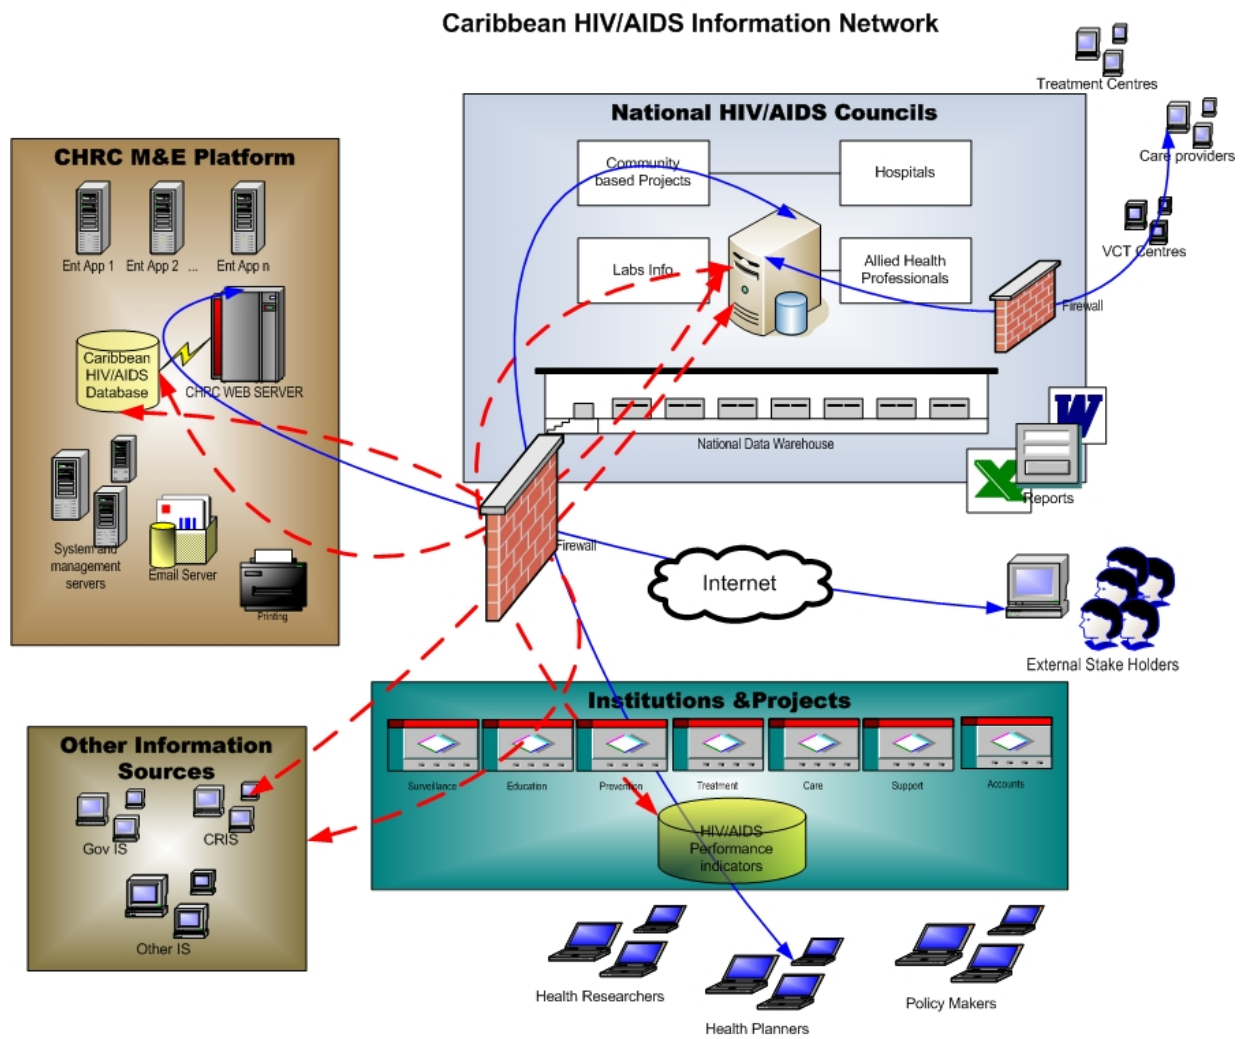 Caribbean HIV/AIDS Information Network
Treatment Centres
National HIV/AIDS Councils
Care providers
CHRC M&E Platform
Community
based Projects
Hospitals
Ent App 1
Ent App 2
...
Ent App n
VCT Centres
Labs Info
Allied Health
Professionals
Firewall
Caribbean
HIV/AIDS
Database
CHRC WEB SERVER
National Data Warehouse
W
X
Reports
System and
management
servers
Email Server
Printing
Firewall
Internet
External Stake Holders
Institutions &Projects
Surveillance
Education
Prevention
Treatment
Care
Support
Accounts
Other Information
Sources
Gov IS
CRIS
Other IS
HIV/AIDS
Performance
indicators
Health Researchers
Health Planners
Policy Makers